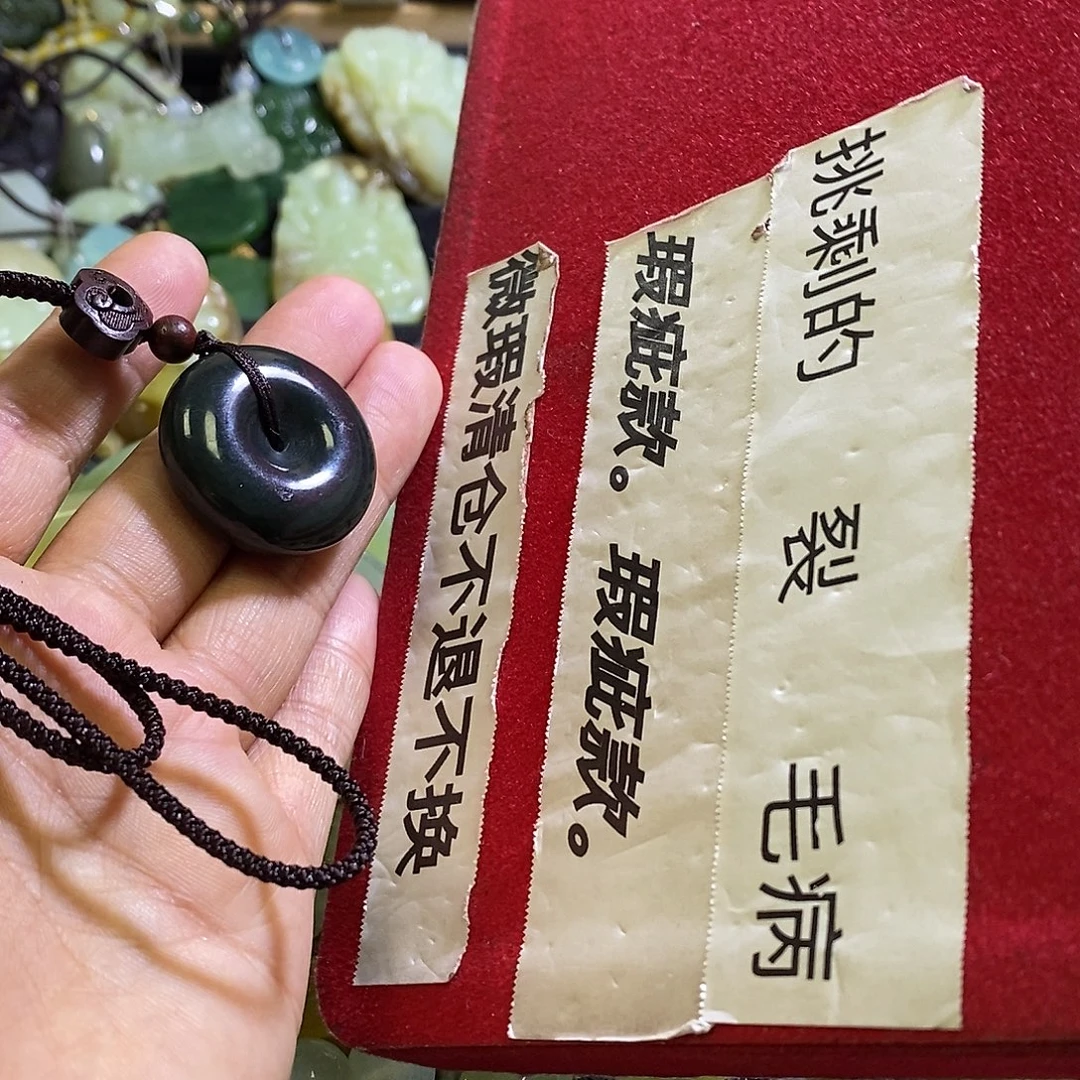 挑剩的 裂 毛病
瑕疵款。瑕疵款。
微瑕清仓不退不换